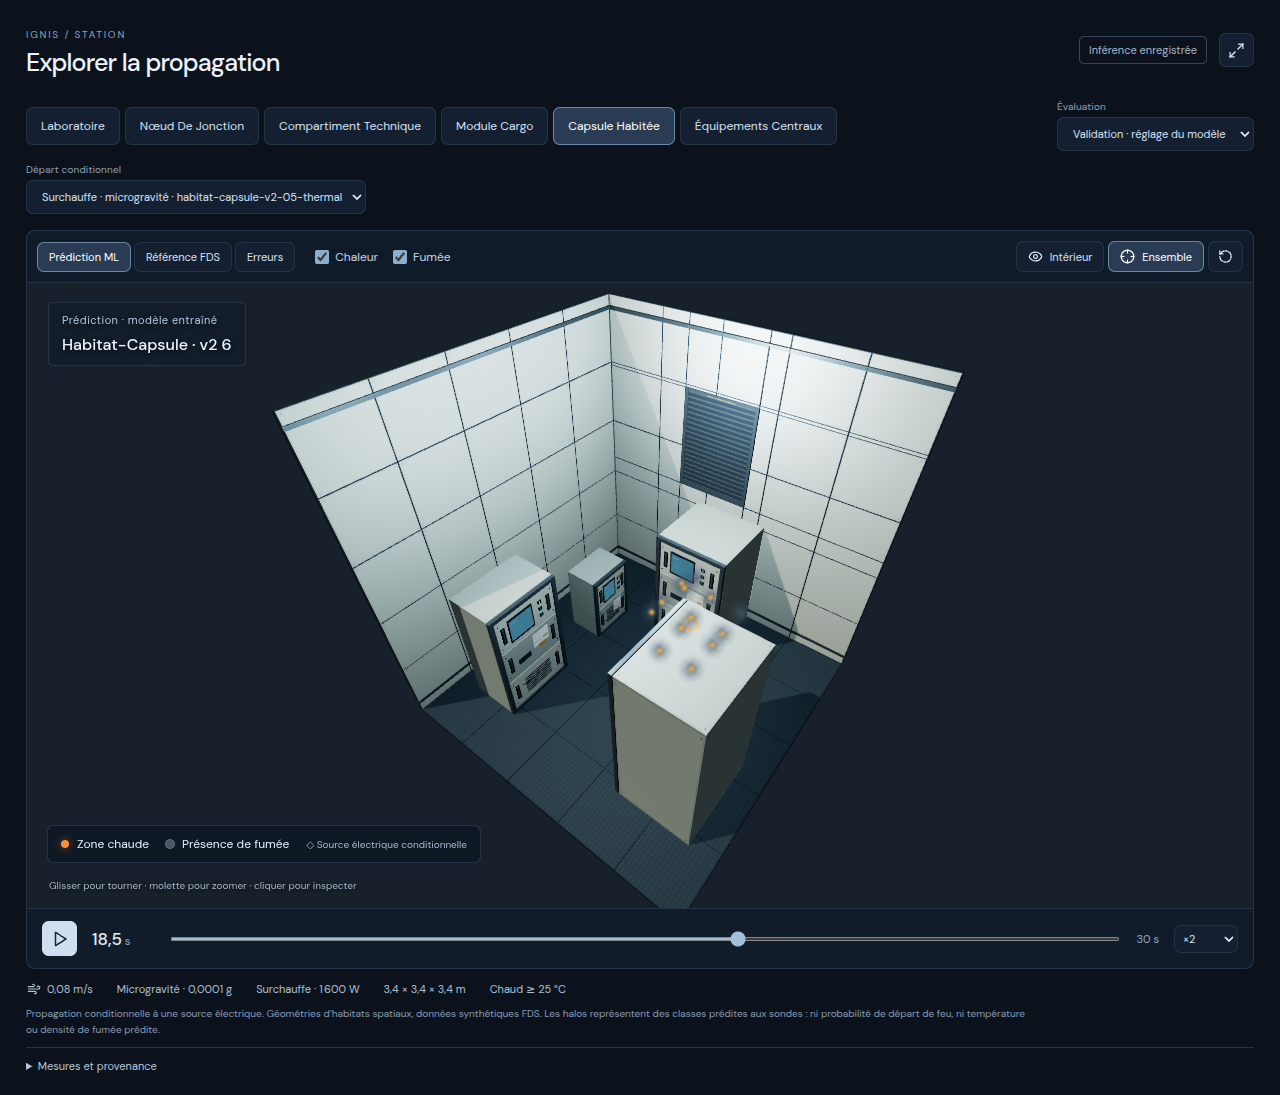 IGNIS / STATION
Explorer la propagation
Inférence enregistrée
Évaluation
Laboratoire
Nœud De Jonction
Compartiment Technique
Module Cargo
Capsule Habitée
Équipements Centraux
Validation · réglage du modèle
Départ conditionnel
Surchauffe · microgravité · habitat-capsule-v2-05-thermal
Prédiction ML
Référence FDS
Erreurs
Chaleur
Fumée
Intérieur
Ensemble
Prédiction · modèle entraîné
Habitat-Capsule · v2 6
Zone chaude
Présence de fumée
◇ Source électrique conditionnelle
Glisser pour tourner · molette pour zoomer · cliquer pour inspecter
18,5 s
30 s
×2
0,08 m/s
Microgravité · 0,0001 g
Surchauffe · 1 600 W
3,4 × 3,4 × 3,4 m
Chaud ≥ 25 °C
Propagation conditionnelle à une source électrique. Géométries d'habitats spatiaux, données synthétiques FDS. Les halos représentent des classes prédites aux sondes : ni probabilité de départ de feu, ni température
ou densité de fumée prédite.
▶ Mesures et provenance